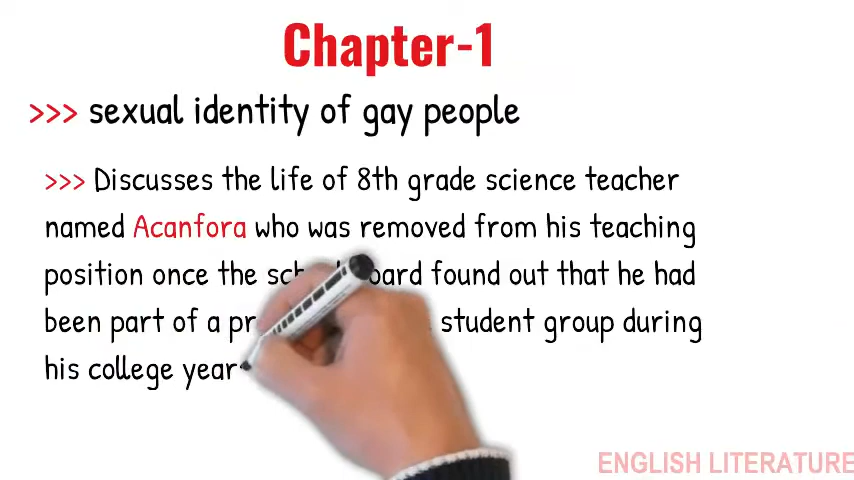 Chapter-1
>>> sexual identity of gay people
>>> Discusses the life of 8th grade science teacher
named Acanfora who was removed from his teaching
position once the board found out that he had
been part of a student group during
his college year
ENGLISH LITERATURE